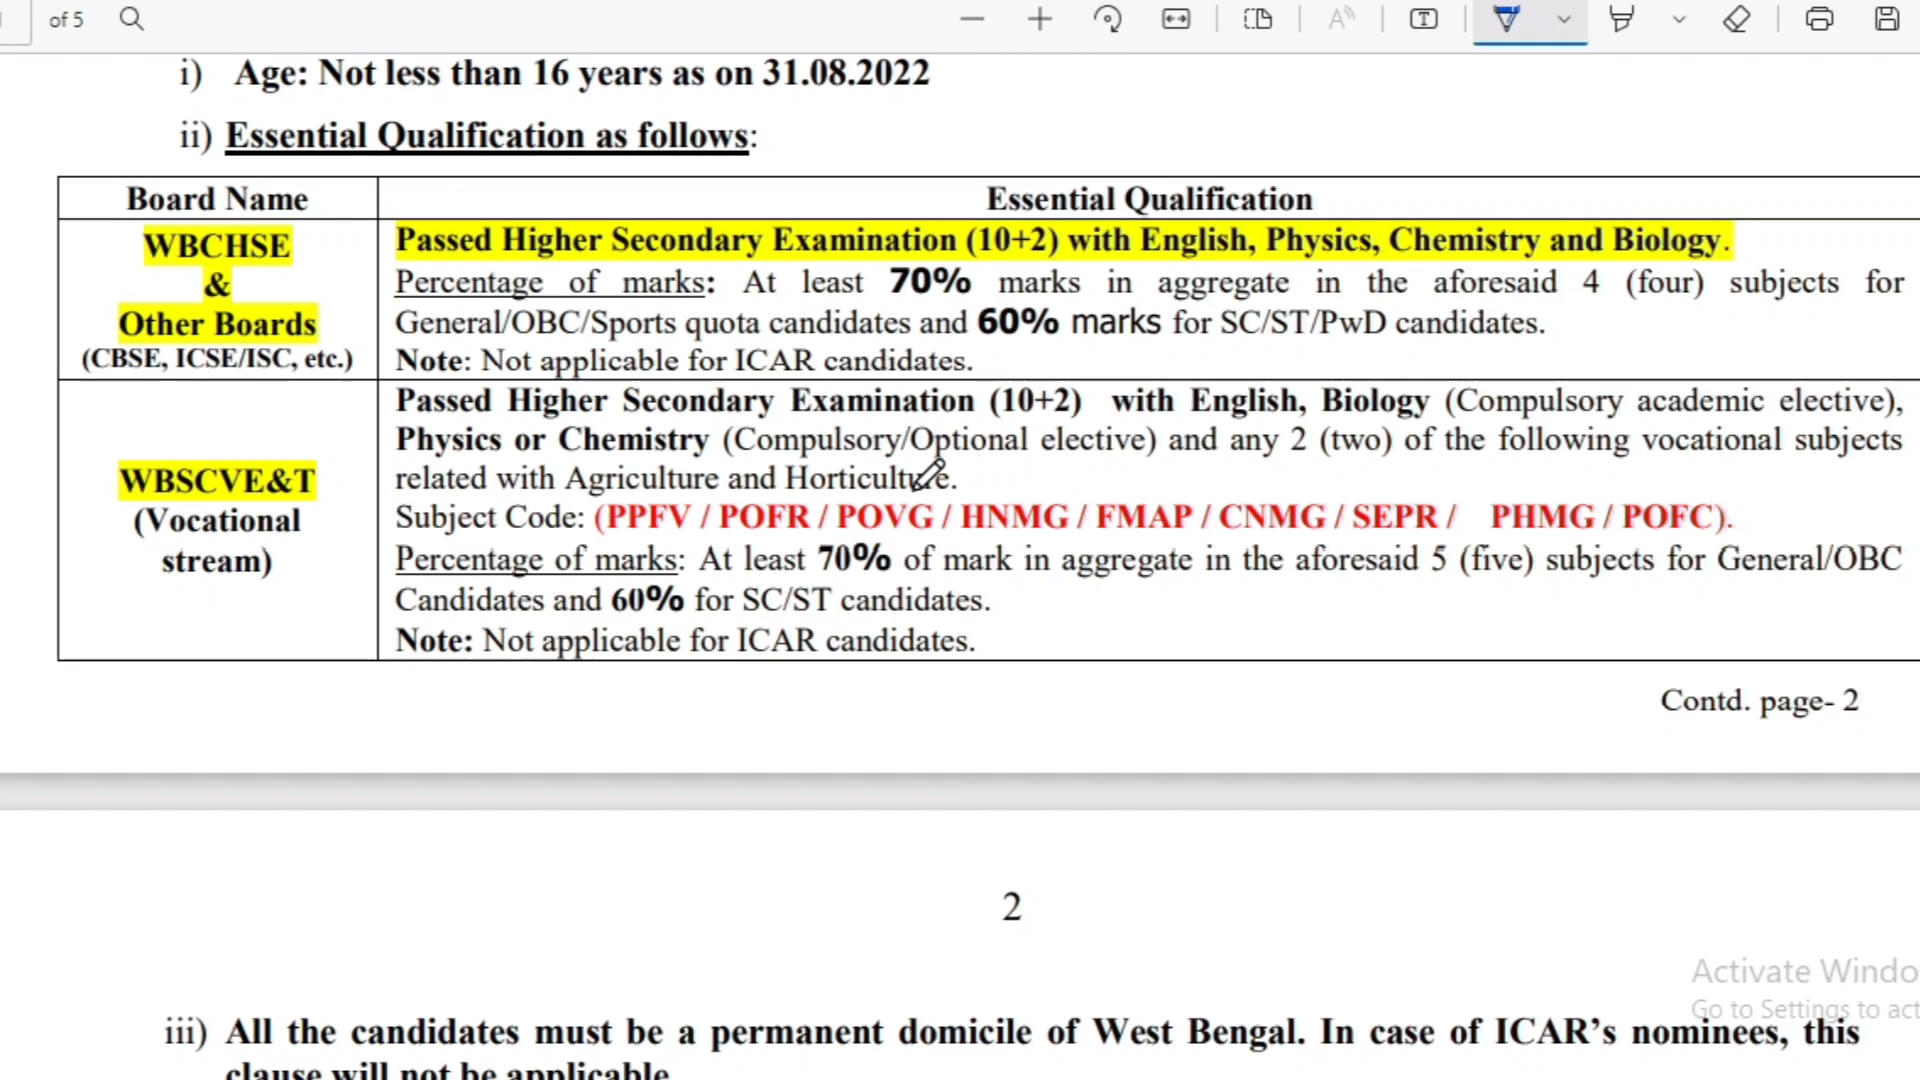 of 5
i) Age: Not less than 16 years as on 31.08.2022
ii) Essential Qualification as follows:
Board Name
Essential Qualification
WBCHSE
&
Other Boards
(CBSE, ICSE/ISC, etc.)
Passed Higher Secondary Examination (10+2) with English, Physics, Chemistry and Biology.
Percentage of marks: At least 70% marks in aggregate in the aforesaid 4 (four) subjects for
General/OBC/Sports quota candidates and 60% marks for SC/ST/PwD candidates.
Note: Not applicable for ICAR candidates.
WBSCVE&T
(Vocational
stream)
Passed Higher Secondary Examination (10+2) with English, Biology (Compulsory academic elective),
Physics or Chemistry (Compulsory/Optional elective) and any 2 (two) of the following vocational subjects
related with Agriculture and Horticulture.
Subject Code: (PPFV / POFR / POVG / HNMG / FMAP / CNMG / SEPR / PHMG / POFC).
Percentage of marks: At least 70% of mark in aggregate in the aforesaid 5 (five) subjects for General/OBC
Candidates and 60% for SC/ST candidates.
Note: Not applicable for ICAR candidates.
Contd. page- 2
2
Activate Windo
Go to Settings to act
iii) All the candidates must be a permanent domicile of West Bengal. In case of ICAR's nominees, this
clause will not be applicable